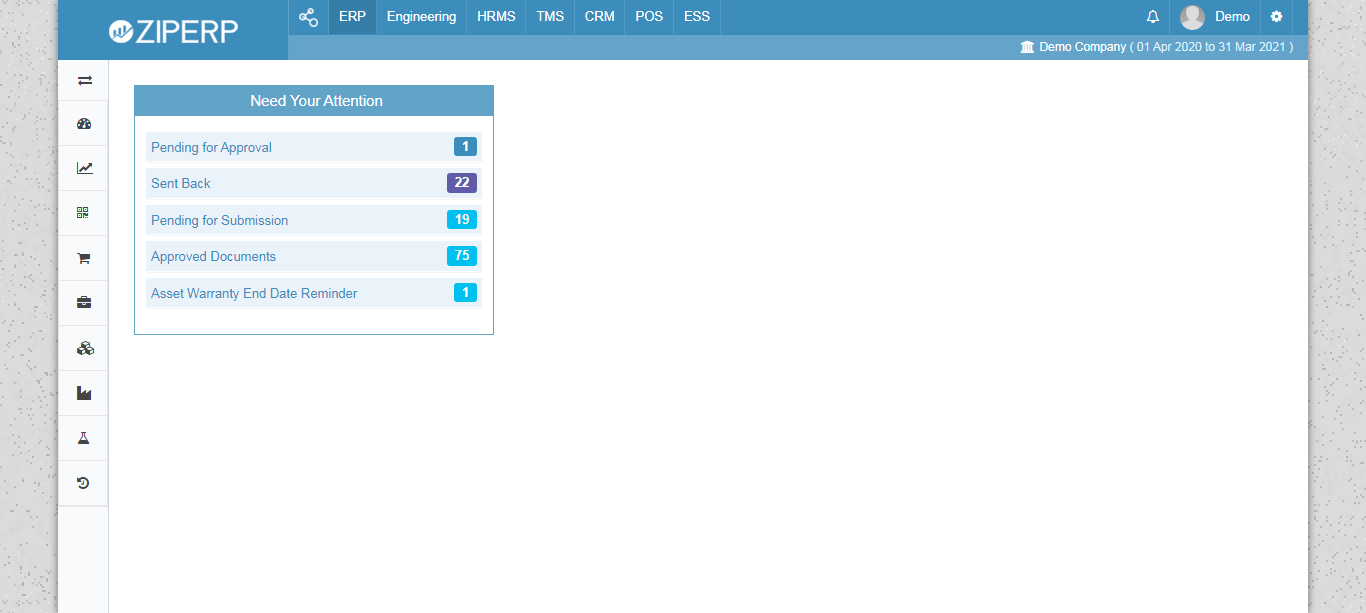 ZIPERP
ERP Engineering HRMS TMS CRM POS ESS
Demo
Demo Company ( 01 Apr 2020 to 31 Mar 2021 )
Need Your Attention
Pending for Approval 1
Sent Back 22
Pending for Submission 19
Approved Documents 75
Asset Warranty End Date Reminder 1